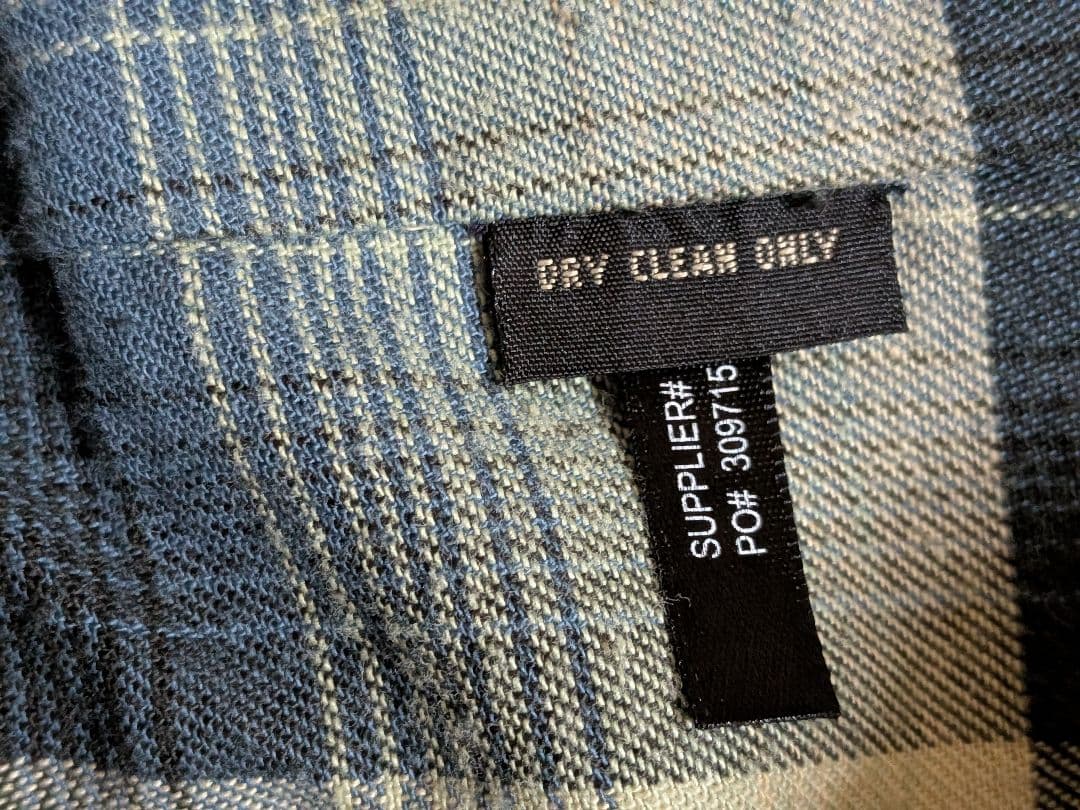 DRY CLEAN ONLY
SUPPLIER#
PO# 309715